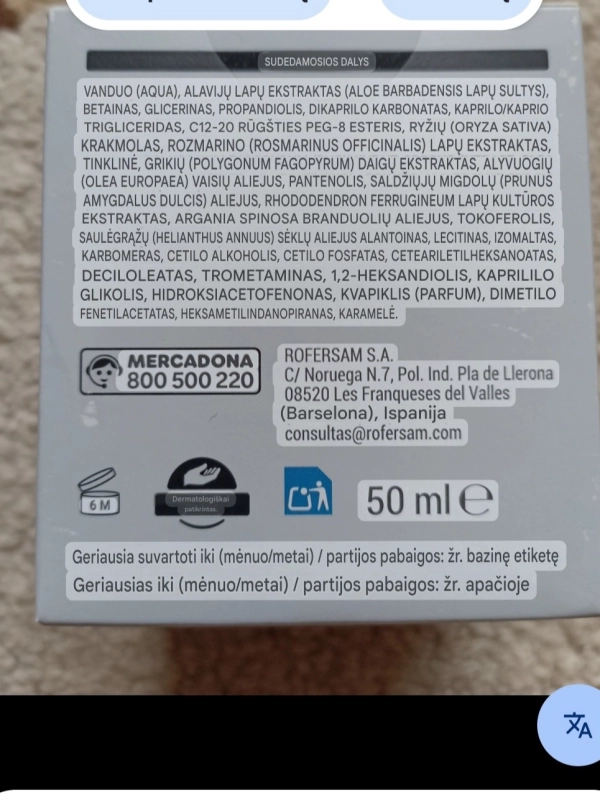 SUDEDAMOSIOS DALYS
VANDUO (AQUA), ALAVIJŲ LAPŲ EKSTRAKTAS (ALOE BARBADENSIS LAPŲ SULTYS),
BETAINAS, GLICERINAS, PROPANDIOLIS, DIKAPRILO KARBONATAS, KAPRILO/KAPRIO
TRIGLICERIDAS, C12-20 RŪGŠTIES PEG-8 ESTERIS, RYŽIŲ (ORYZA SATIVA)
KRAKMOLAS, ROZMARINO (ROSMARINUS OFFICINALIS) LAPŲ EKSTRAKTAS,
TINKLINĖ, GRIKIŲ (POLYGONUM FAGOPYRUM) DAIGŲ EKSTRAKTAS, ALYVUOGIŲ
(OLEA EUROPAEA) VAISIŲ ALIEJUS, PANTENOLIS, SALDŽIŲJŲ MIGDOLŲ (PRUNUS
AMYGDALUS DULCIS) ALIEJUS, RHODODENDRON FERRUGINEUM LAPŲ KULTŪROS
EKSTRAKTAS, ARGANIA SPINOSA BRANDUOLIŲ ALIEJUS, TOKOFEROLIS,
SAULĖGRĄŽŲ (HELIANTHUS ANNUUS) SĖKLŲ ALIEJUS ALANTOINAS, LECITINAS, IZOMALTAS,
KARBOMERAS, CETILO ALKOHOLIS, CETILO FOSFATAS, CETEARILETILHEKSANOATAS,
DECILOLEATAS, TROMETAMINAS, 1,2-HEKSANDIOLIS, KAPRILILO
GLIKOLIS, HIDROKSIACETOFENONAS, KVAPIKLIS (PARFUM), DIMETILO
FENETILACETATAS, HEKSAMETILINDANOPIRANAS, KARAMELĖ.
MERCADONA
800 500 220
ROFERSAM S.A.
C/ Noruega N.7, Pol. Ind. Pla de Llerona
08520 Les Franqueses del Valles
(Barselona), Ispanija
consultas@rofersam.com
6 M
Dermatologiškai
patikrintas.
50 ml e
Geriausia suvartoti iki (mėnuo/metai) / partijos pabaigos: žr. bazinę etiketę
Geriausias iki (mėnuo/metai) / partijos pabaigos: žr. apačioje